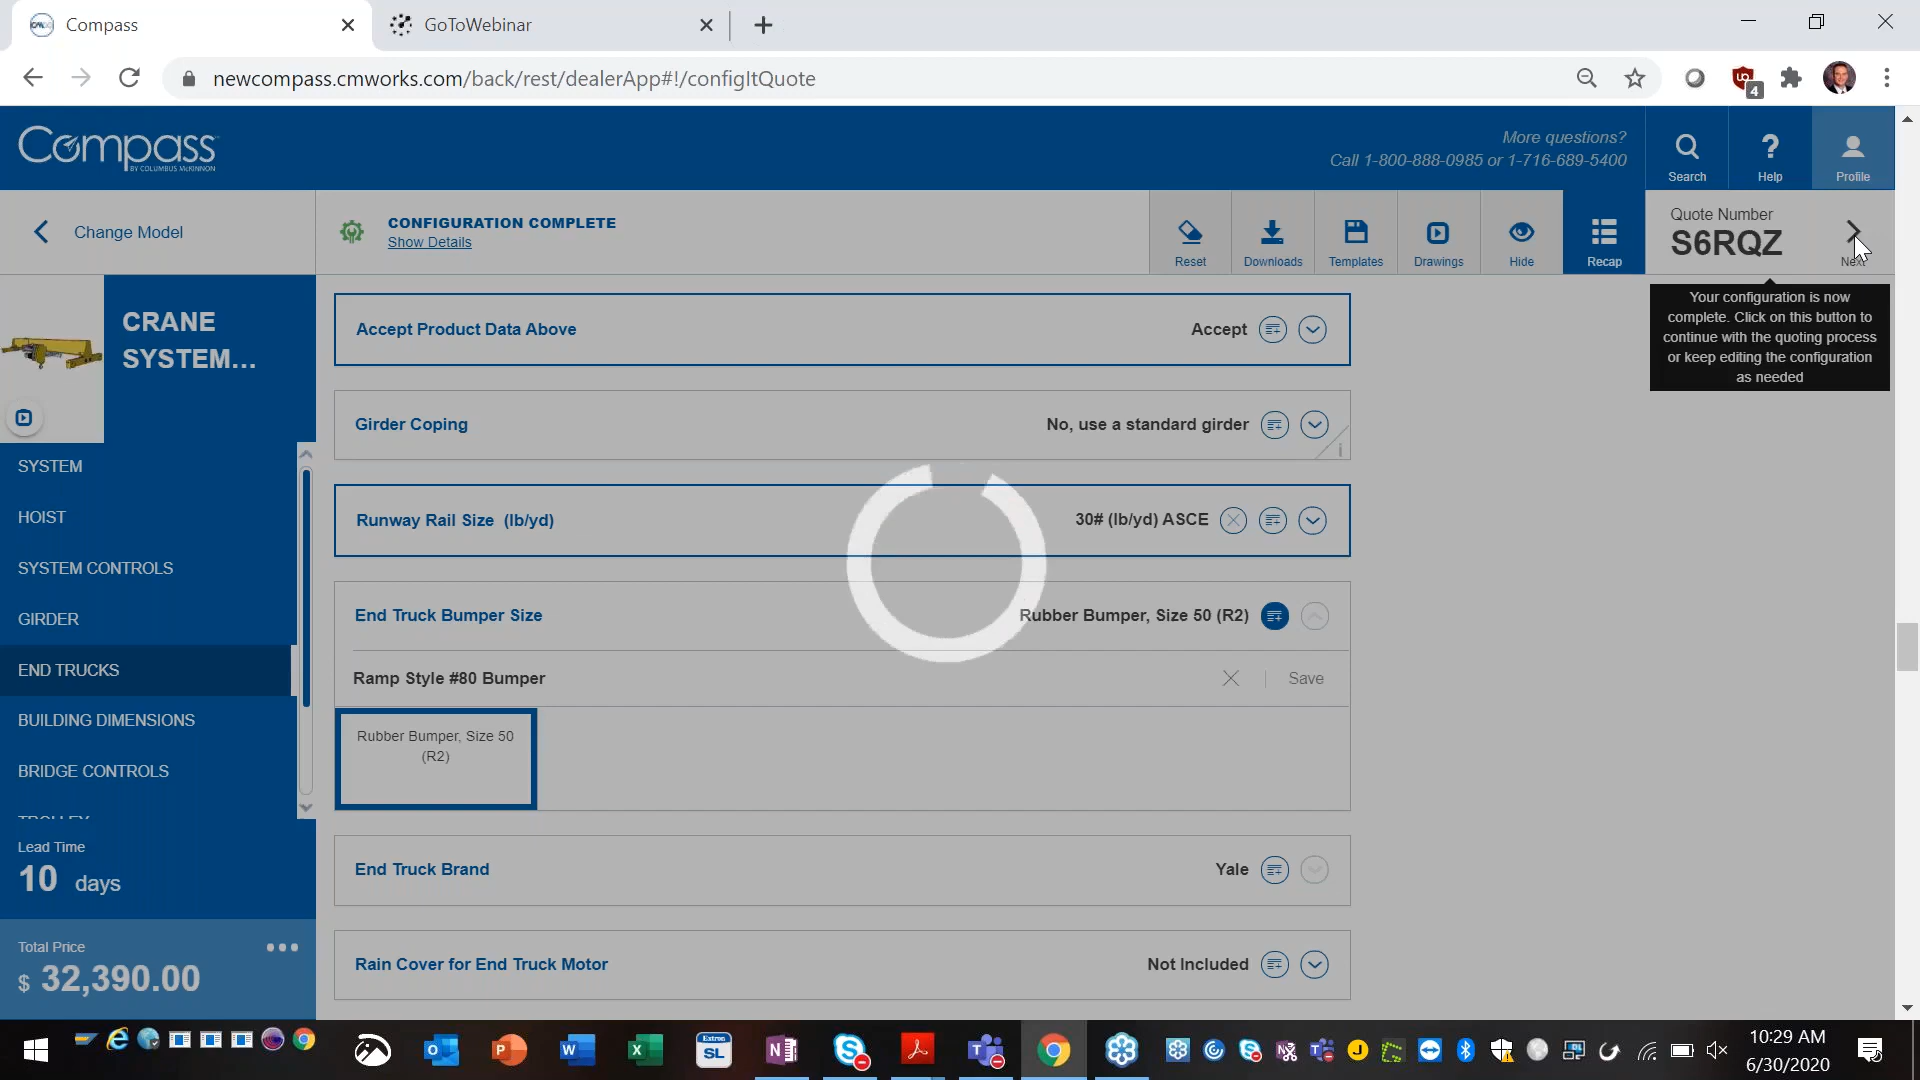 Compass
GoToWebinar
newcompass.cmworks.com/back/rest/dealerApp#!/configItQuote
4
Compass
BY COLUMBUS McKINNON
More questions?
Call 1-800-888-0985 or 1-716-689-5400
Search
Help
Profile
Change Model
CONFIGURATION COMPLETE
Show Details
Reset
Downloads
Templates
Drawings
Hide
Recap
Quote Number
S6RQZ
Next
Your configuration is now
complete. Click on this button to
continue with the quoting process
or keep editing the configuration
as needed
CRANE
SYSTEM...
SYSTEM
HOIST
SYSTEM CONTROLS
GIRDER
END TRUCKS
BUILDING DIMENSIONS
BRIDGE CONTROLS
TROLLEY
Lead Time
10 days
Total Price
$ 32,390.00
Accept Product Data Above
Accept
Girder Coping
No, use a standard girder
Runway Rail Size (lb/yd)
30# (lb/yd) ASCE
End Truck Bumper Size
Rubber Bumper, Size 50 (R2)
Ramp Style #80 Bumper
Save
Rubber Bumper, Size 50
(R2)
End Truck Brand
Yale
Rain Cover for End Truck Motor
Not Included
Extron
SL
10:29 AM
6/30/2020